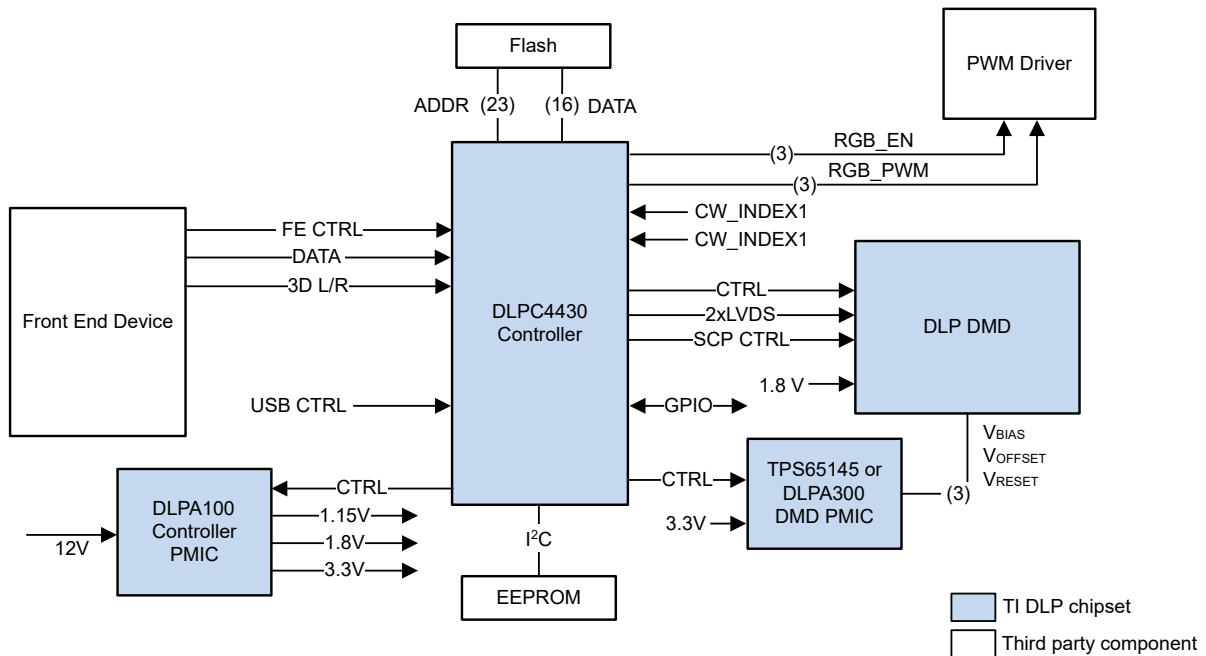 Flash
PWM Driver
ADDR (23) (16) DATA
RGB_EN
(3)
RGB_PWM
(3)
CW_INDEX1
CW_INDEX1
Front End Device
FE CTRL
DATA
3D L/R
USB CTRL
DLPC4430
Controller
CTRL
2xLVDS
SCP CTRL
1.8 V
DLP DMD
GPIO
VBIAS
VOFFSET
VRESET
(3)
CTRL
3.3V
TPS65145 or
DLPA300
DMD PMIC
12V
DLPA100
Controller
PMIC
CTRL
1.15V
1.8V
3.3V
I²C
EEPROM
TI DLP chipset
Third party component